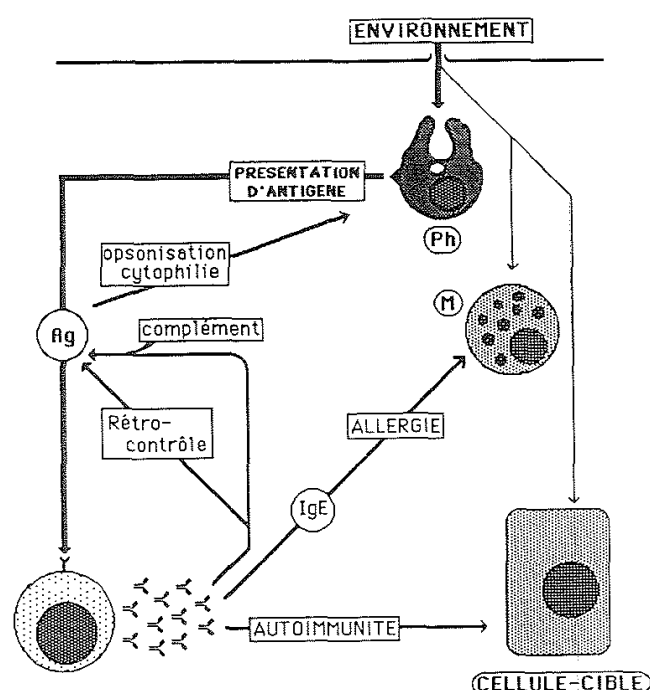 ENVIRONNEMENT
PRESENTATION
D'ANTIGENE
Ph
opsonisation
cytophilie
M
Ag
complément
Rétro-
contrôle
ALLERGIE
IgE
AUTOIMMUNITE
CELLULE-CIBLE